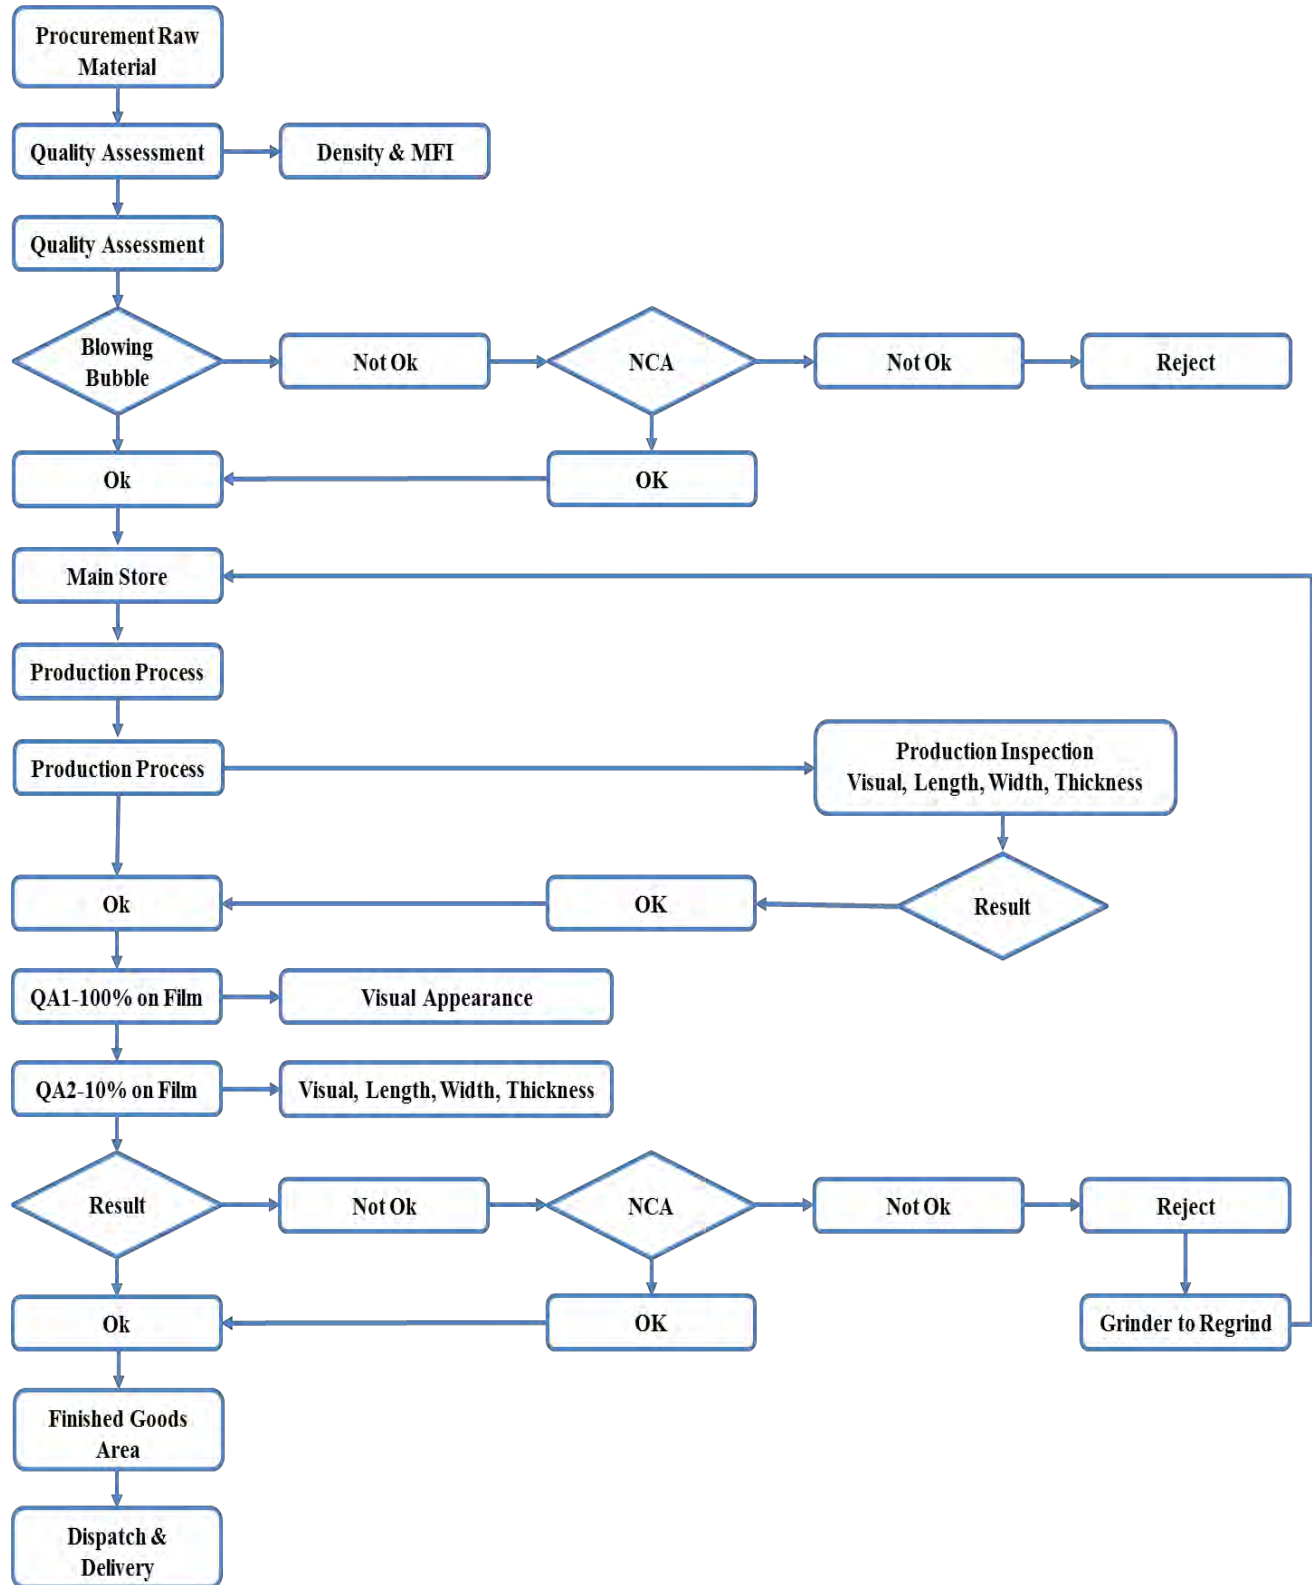 Procurement Raw
Material
Quality Assessment
Density & MFI
Quality Assessment
Blowing
Bubble
Not Ok
NCA
Not Ok
Reject
Ok
OK
Main Store
Production Process
Production Process
Production Inspection
Visual, Length, Width, Thickness
Ok
OK
Result
QA1-100% on Film
Visual Appearance
QA2-10% on Film
Visual, Length, Width, Thickness
Result
Not Ok
NCA
Not Ok
Reject
Ok
OK
Grinder to Regrind
Finished Goods
Area
Dispatch &
Delivery